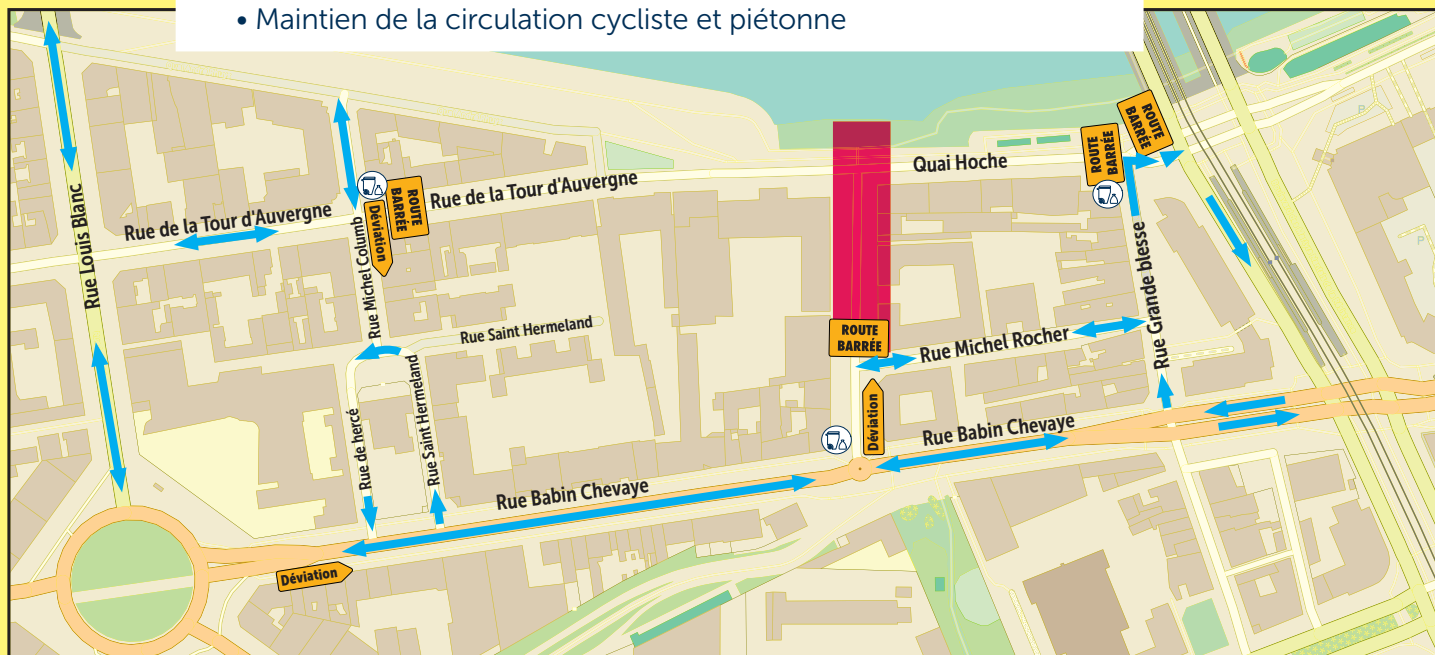 • Maintien de la circulation cycliste et piétonne
ROUTE
BARRÉE
ROUTE
BARRÉE
Quai Hoche
Rue de la Tour d'Auvergne
ROUTE
BARRÉE
Déviation
Rue de la Tour d'Auvergne
Rue Louis Blanc
Rue Michel Columb
Rue Grande blesse
Rue Saint Hermeland
ROUTE
BARRÉE
Rue Michel Rocher
Rue de hercé
Rue Saint Hermeland
Déviation
Rue Babin Chevaye
Rue Babin Chevaye
Déviation
P
P